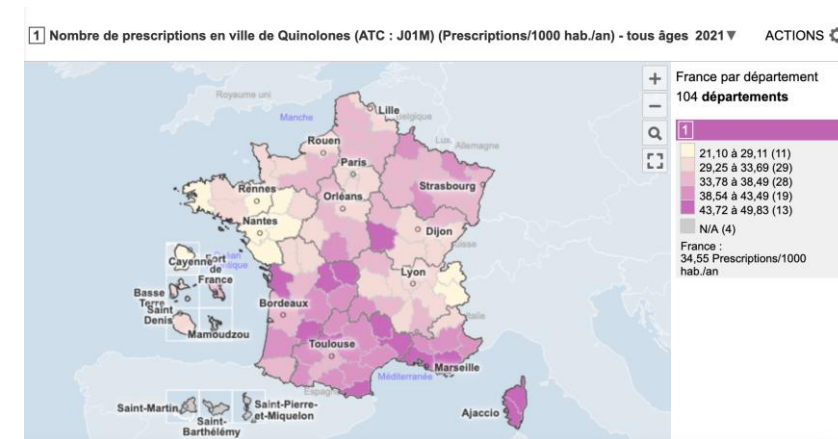 1 Nombre de prescriptions en ville de Quinolones (ATC : J01M) (Prescriptions/1000 hab./an) - tous âges 2021▼ ACTIONS
Royaume uni
Manche
Lille
Belgique
Rouen
Lux.
Allemagne
Paris
Strasbourg
Rennes
Orléans
Nantes
Dijon
Suisse
Cayenne
Fort
de
France
Lyon
Basse
Terre
Saint
Denis
Bordeaux
Italie
Mamoudzou
Toulouse
Marseille
Méditerranée
Espagne
Saint-Martin
Saint-
Barthélémy
Saint-Pierre-
et-Miquelon
Ajaccio
+
−
France par département
104 départements
1
21,10 à 29,11 (11)
29,25 à 33,69 (29)
33,78 à 38,49 (28)
38,54 à 43,49 (19)
43,72 à 49,83 (13)
N/A (4)
France :
34,55 Prescriptions/1000
hab./an